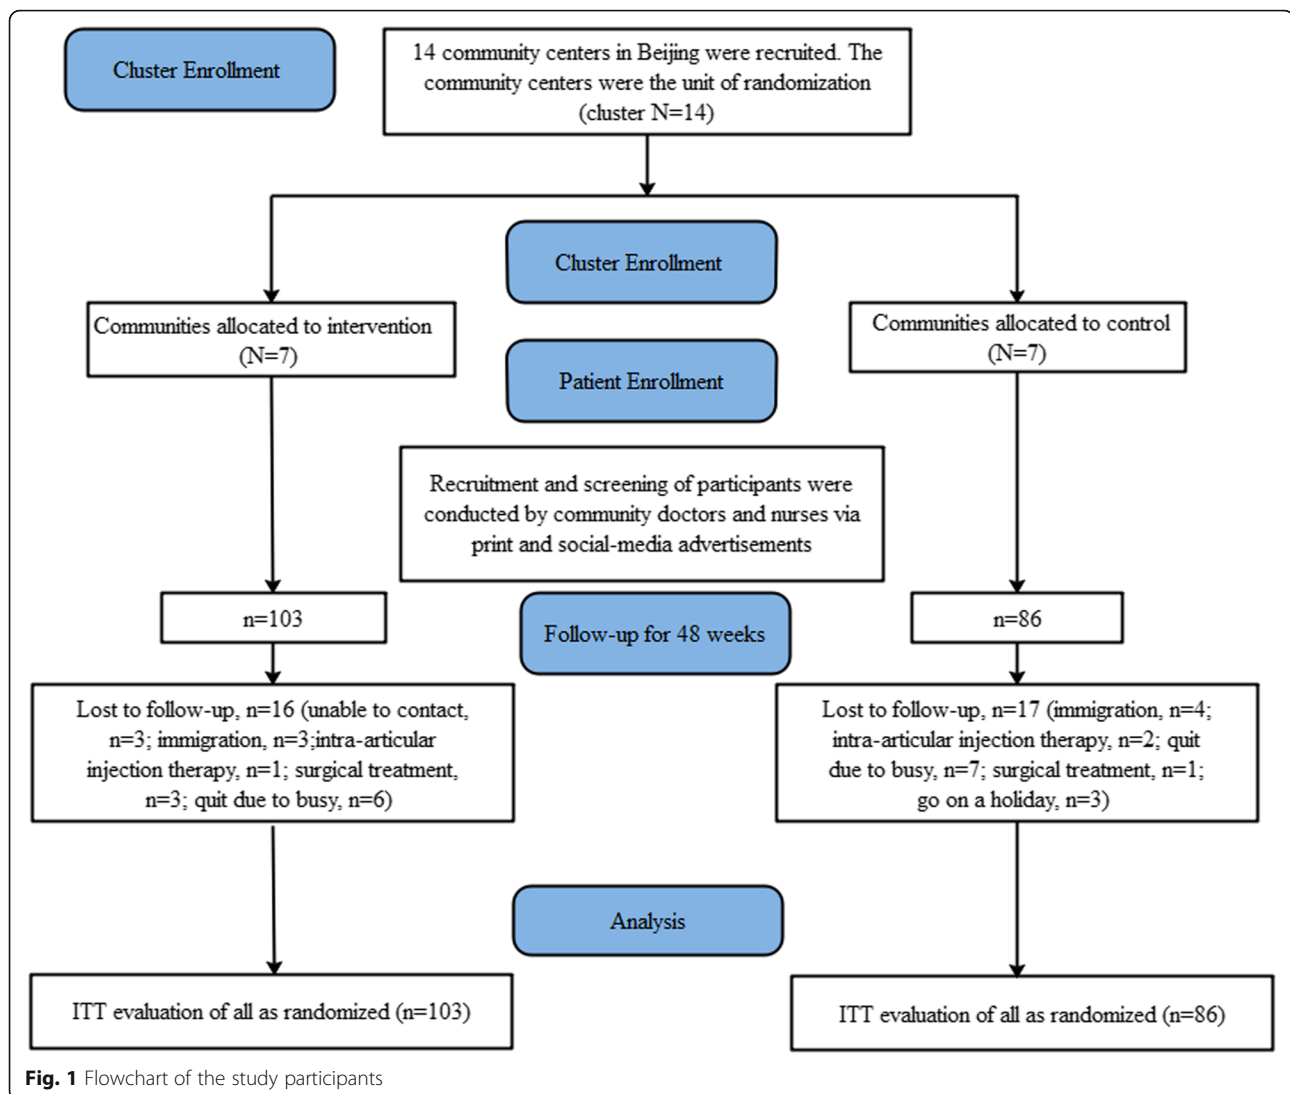 Cluster Enrollment
14 community centers in Beijing were recruited. The
community centers were the unit of randomization
(cluster N=14)
Cluster Enrollment
Communities allocated to intervention
(N=7)
Communities allocated to control
(N=7)
Patient Enrollment
Recruitment and screening of participants were
conducted by community doctors and nurses via
print and social-media advertisements
n=103
Follow-up for 48 weeks
n=86
Lost to follow-up, n=16 (unable to contact,
n=3; immigration, n=3;intra-articular
injection therapy, n=1; surgical treatment,
n=3; quit due to busy, n=6)
Lost to follow-up, n=17 (immigration, n=4;
intra-articular injection therapy, n=2; quit
due to busy, n=7; surgical treatment, n=1;
go on a holiday, n=3)
Analysis
ITT evaluation of all as randomized (n=103)
ITT evaluation of all as randomized (n=86)
Fig. 1 Flowchart of the study participants